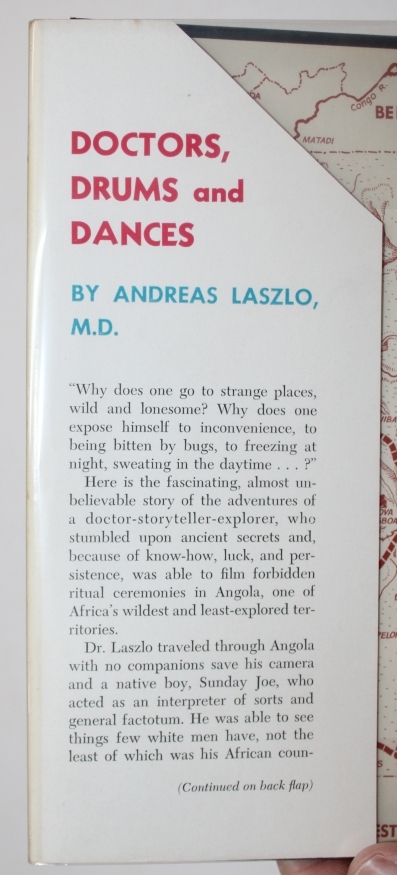 DOCTORS,
DRUMS and
DANCES
BY ANDREAS LASZLO,
M.D.
“Why does one go to strange places,
wild and lonesome? Why does one
expose himself to inconvenience, to
being bitten by bugs, to freezing at
night, sweating in the daytime . . . ?”
Here is the fascinating, almost un-
believable story of the adventures of
a doctor-storyteller-explorer, who
stumbled upon ancient secrets and,
because of know-how, luck, and per-
sistence, was able to film forbidden
ritual ceremonies in Angola, one of
Africa’s wildest and least-explored ter-
ritories.
Dr. Laszlo traveled through Angola
with no companions save his camera
and a native boy, Sunday Joe, who
acted as an interpreter of sorts and
general factotum. He was able to see
things few white men have, not the
least of which was his African coun-
(Continued on back flap)
Congo R.
BE
MATADI